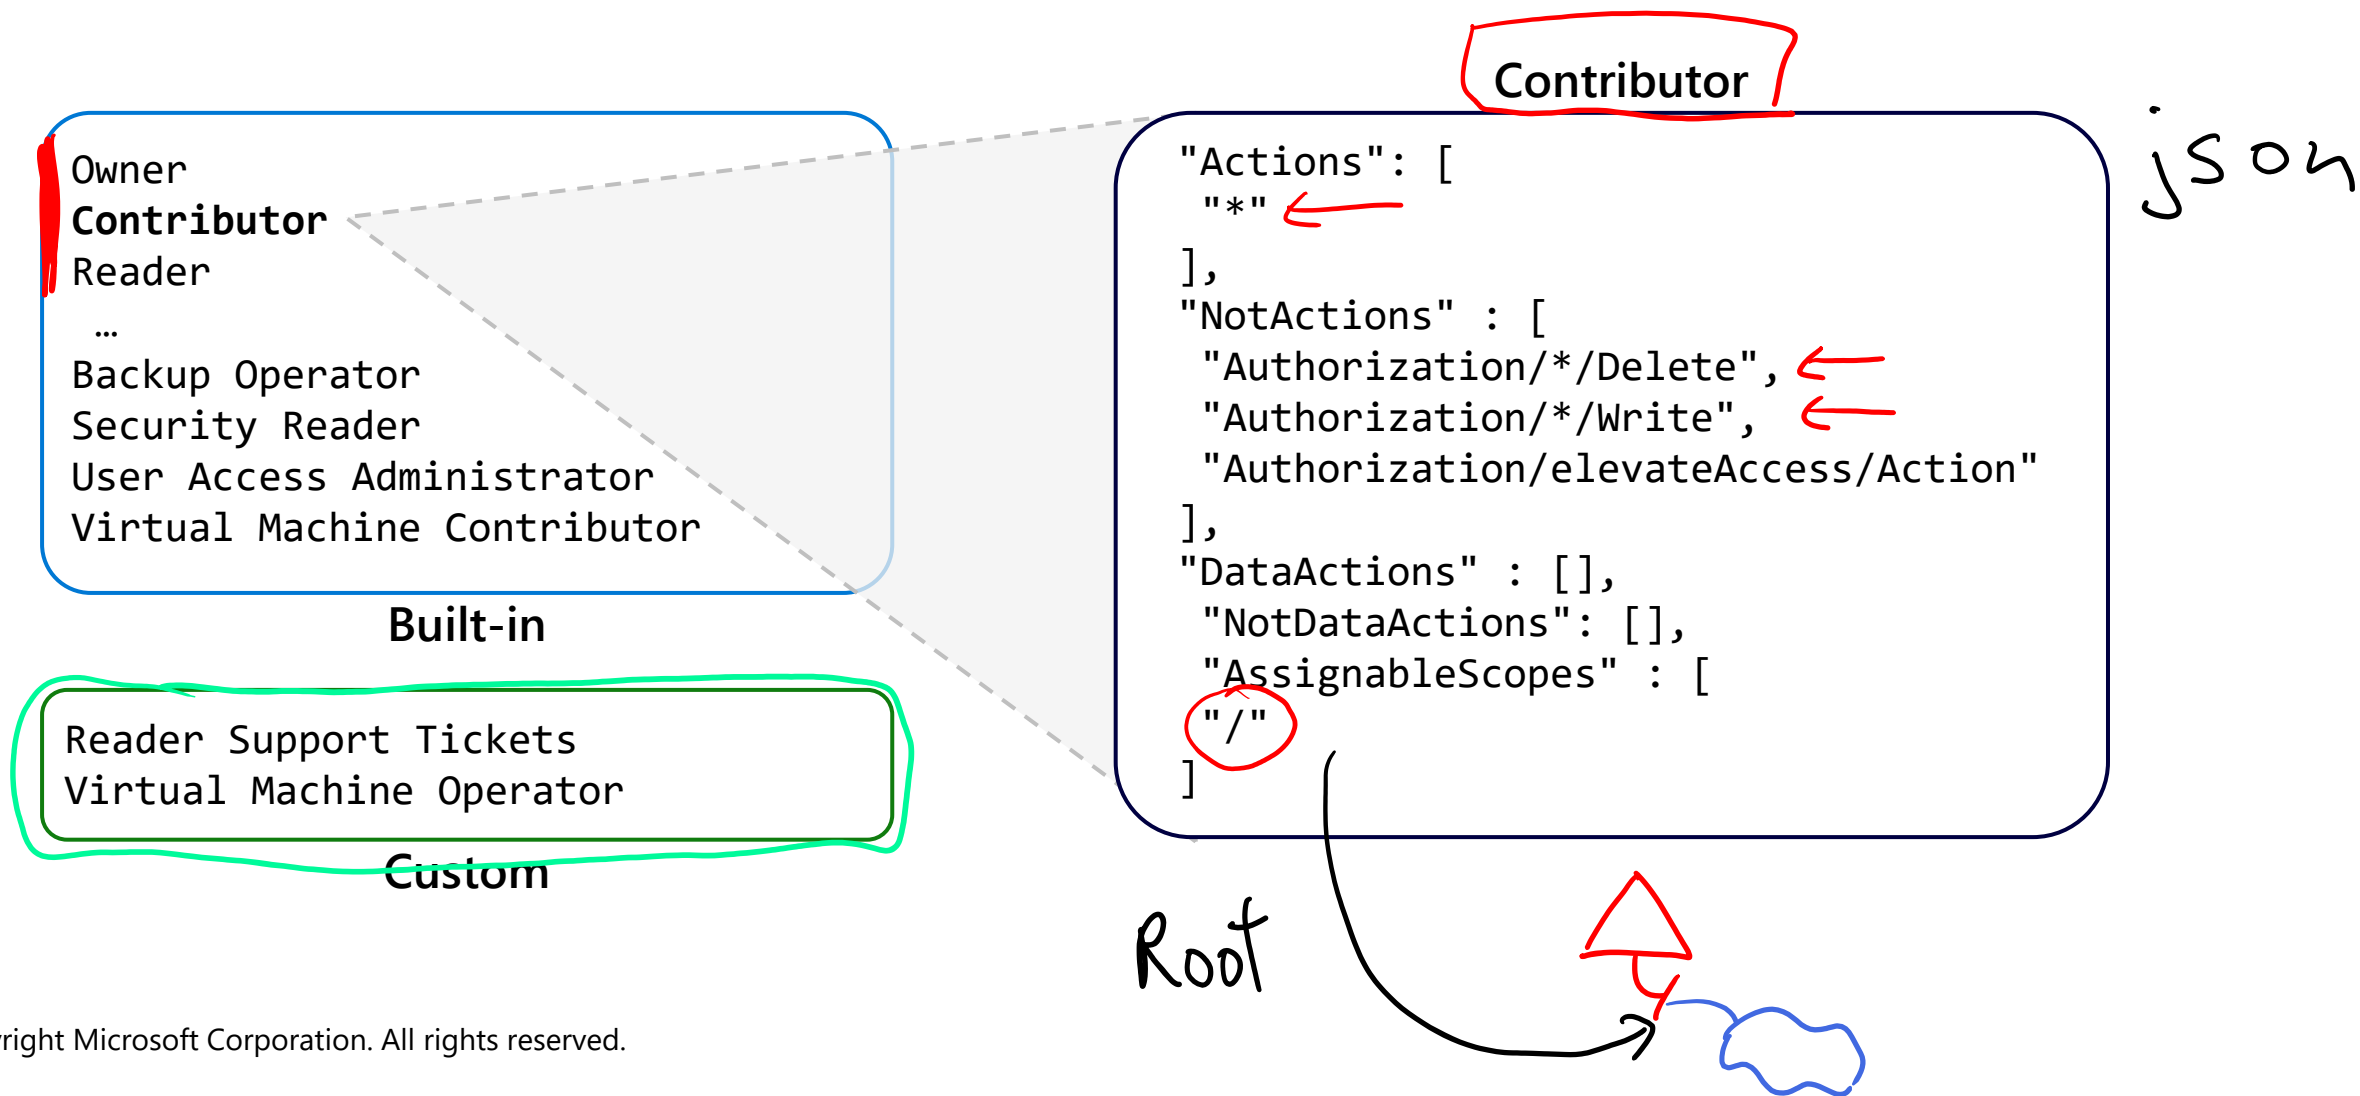 Owner
Contributor
Reader
…
Backup Operator
Security Reader
User Access Administrator
Virtual Machine Contributor
Built-in
Reader Support Tickets
Virtual Machine Operator
Custom
Contributor
"Actions": [
"*"
],
"NotActions" : [
"Authorization/*/Delete",
"Authorization/*/Write",
"Authorization/elevateAccess/Action"
],
"DataActions" : [],
"NotDataActions": [],
"AssignableScopes" : [
"/"
]
json
Root
right Microsoft Corporation. All rights reserved.